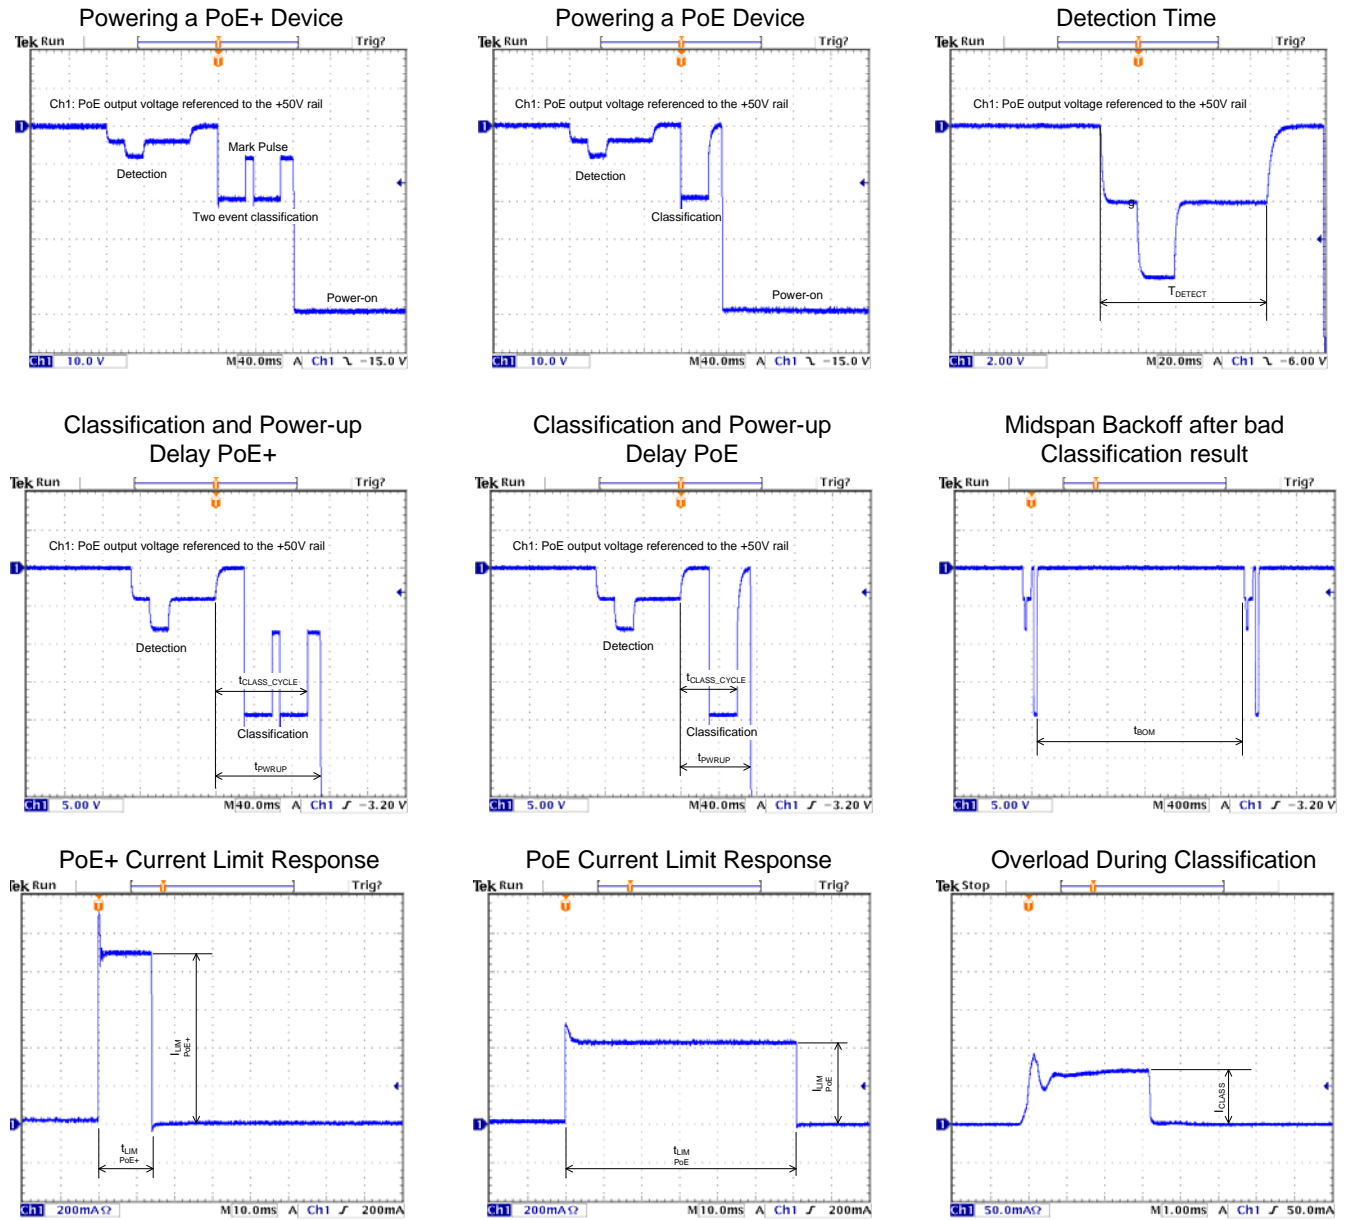 Powering a PoE+ Device
Tek Run Trig?
Ch1: PoE output voltage referenced to the +50V rail
1
Mark Pulse
Detection
Two event classification
Power-on
Ch1 10.0 V M 40.0ms A Ch1 -15.0 V
Powering a PoE Device
Tek Run Trig?
Ch1: PoE output voltage referenced to the +50V rail
1
Detection
Classification
Power-on
Ch1 10.0 V M 40.0ms A Ch1 -15.0 V
Detection Time
Tek Run Trig?
Ch1: PoE output voltage referenced to the +50V rail
1
g
TDETECT
Ch1 2.00 V M 20.0ms A Ch1 -6.00 V
Classification and Power-up
Delay PoE+
Tek Run Trig?
Ch1: PoE output voltage referenced to the +50V rail
1
Detection
tCLASS_CYCLE
Classification
tPWRUP
Ch1 5.00 V M 40.0ms A Ch1 -3.20 V
Classification and Power-up
Delay PoE
Tek Run Trig?
Ch1: PoE output voltage referenced to the +50V rail
1
Detection
tCLASS_CYCLE
Classification
tPWRUP
Ch1 5.00 V M 40.0ms A Ch1 -3.20 V
Midspan Backoff after bad
Classification result
Tek Run Trig?
1
tBOM
Ch1 5.00 V M 400ms A Ch1 -3.20 V
PoE+ Current Limit Response
Tek Run Trig?
ILIM PoE+
1
tLIM
PoE+
Ch1 200mAΩ M 10.0ms A Ch1 200mA
PoE Current Limit Response
Tek Run Trig?
ILIM PoE
1
tLIM
PoE
Ch1 200mAΩ M 10.0ms A Ch1 200mA
Overload During Classification
Tek Stop
ICLASS
1
Ch1 50.0mAΩ M 1.00ms A Ch1 50.0mA